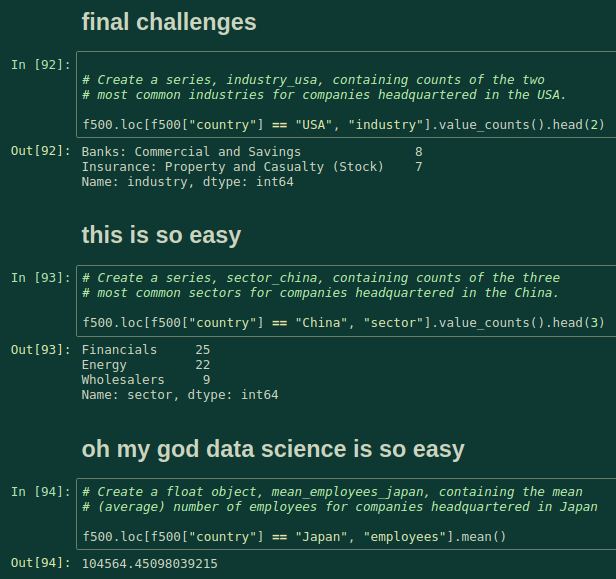 final challenges
In [92]:
# Create a series, industry_usa, containing counts of the two
# most common industries for companies headquartered in the USA.
f500.loc[f500["country"] == "USA", "industry"].value_counts().head(2)
Out[92]:
Banks: Commercial and Savings 8
Insurance: Property and Casualty (Stock) 7
Name: industry, dtype: int64
this is so easy
In [93]:
# Create a series, sector_china, containing counts of the three
# most common sectors for companies headquartered in the China.
f500.loc[f500["country"] == "China", "sector"].value_counts().head(3)
Out[93]:
Financials 25
Energy 22
Wholesalers 9
Name: sector, dtype: int64
oh my god data science is so easy
In [94]:
# Create a float object, mean_employees_japan, containing the mean
# (average) number of employees for companies headquartered in Japan
f500.loc[f500["country"] == "Japan", "employees"].mean()
Out[94]:
104564.45098039215